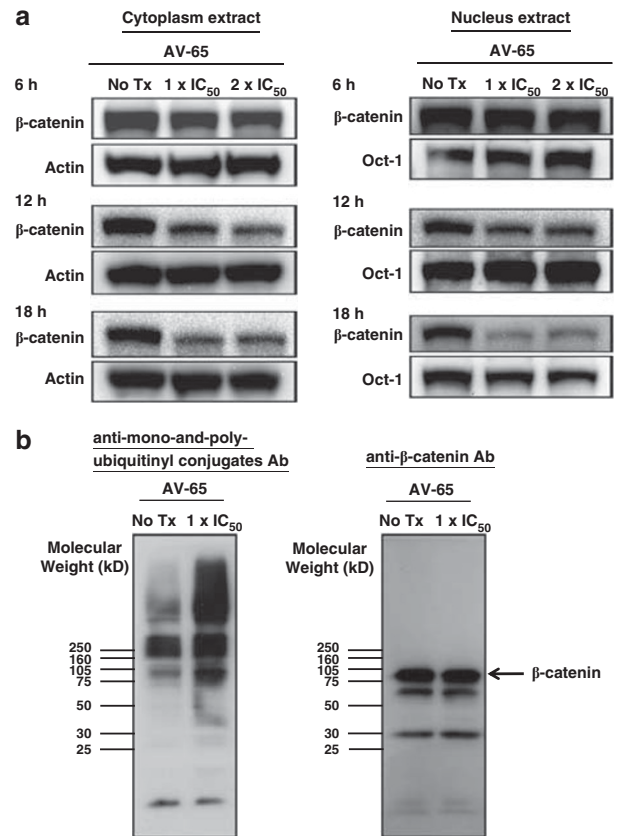 a
Cytoplasm extract
Nucleus extract
AV-65
AV-65
6 h
No Tx
1 x IC50
2 x IC50
6 h
No Tx
1 x IC50
2 x IC50
β-catenin
β-catenin
Actin
Oct-1
12 h
12 h
β-catenin
β-catenin
Actin
Oct-1
18 h
18 h
β-catenin
β-catenin
Actin
Oct-1
b
anti-mono-and-poly-
ubiquitinyl conjugates Ab
anti-β-catenin Ab
AV-65
AV-65
No Tx
1 x IC50
No Tx
1 x IC50
Molecular
Weight (kD)
Molecular
Weight (kD)
250
160
105
75
50
30
25
250
160
105
75
50
30
25
β-catenin